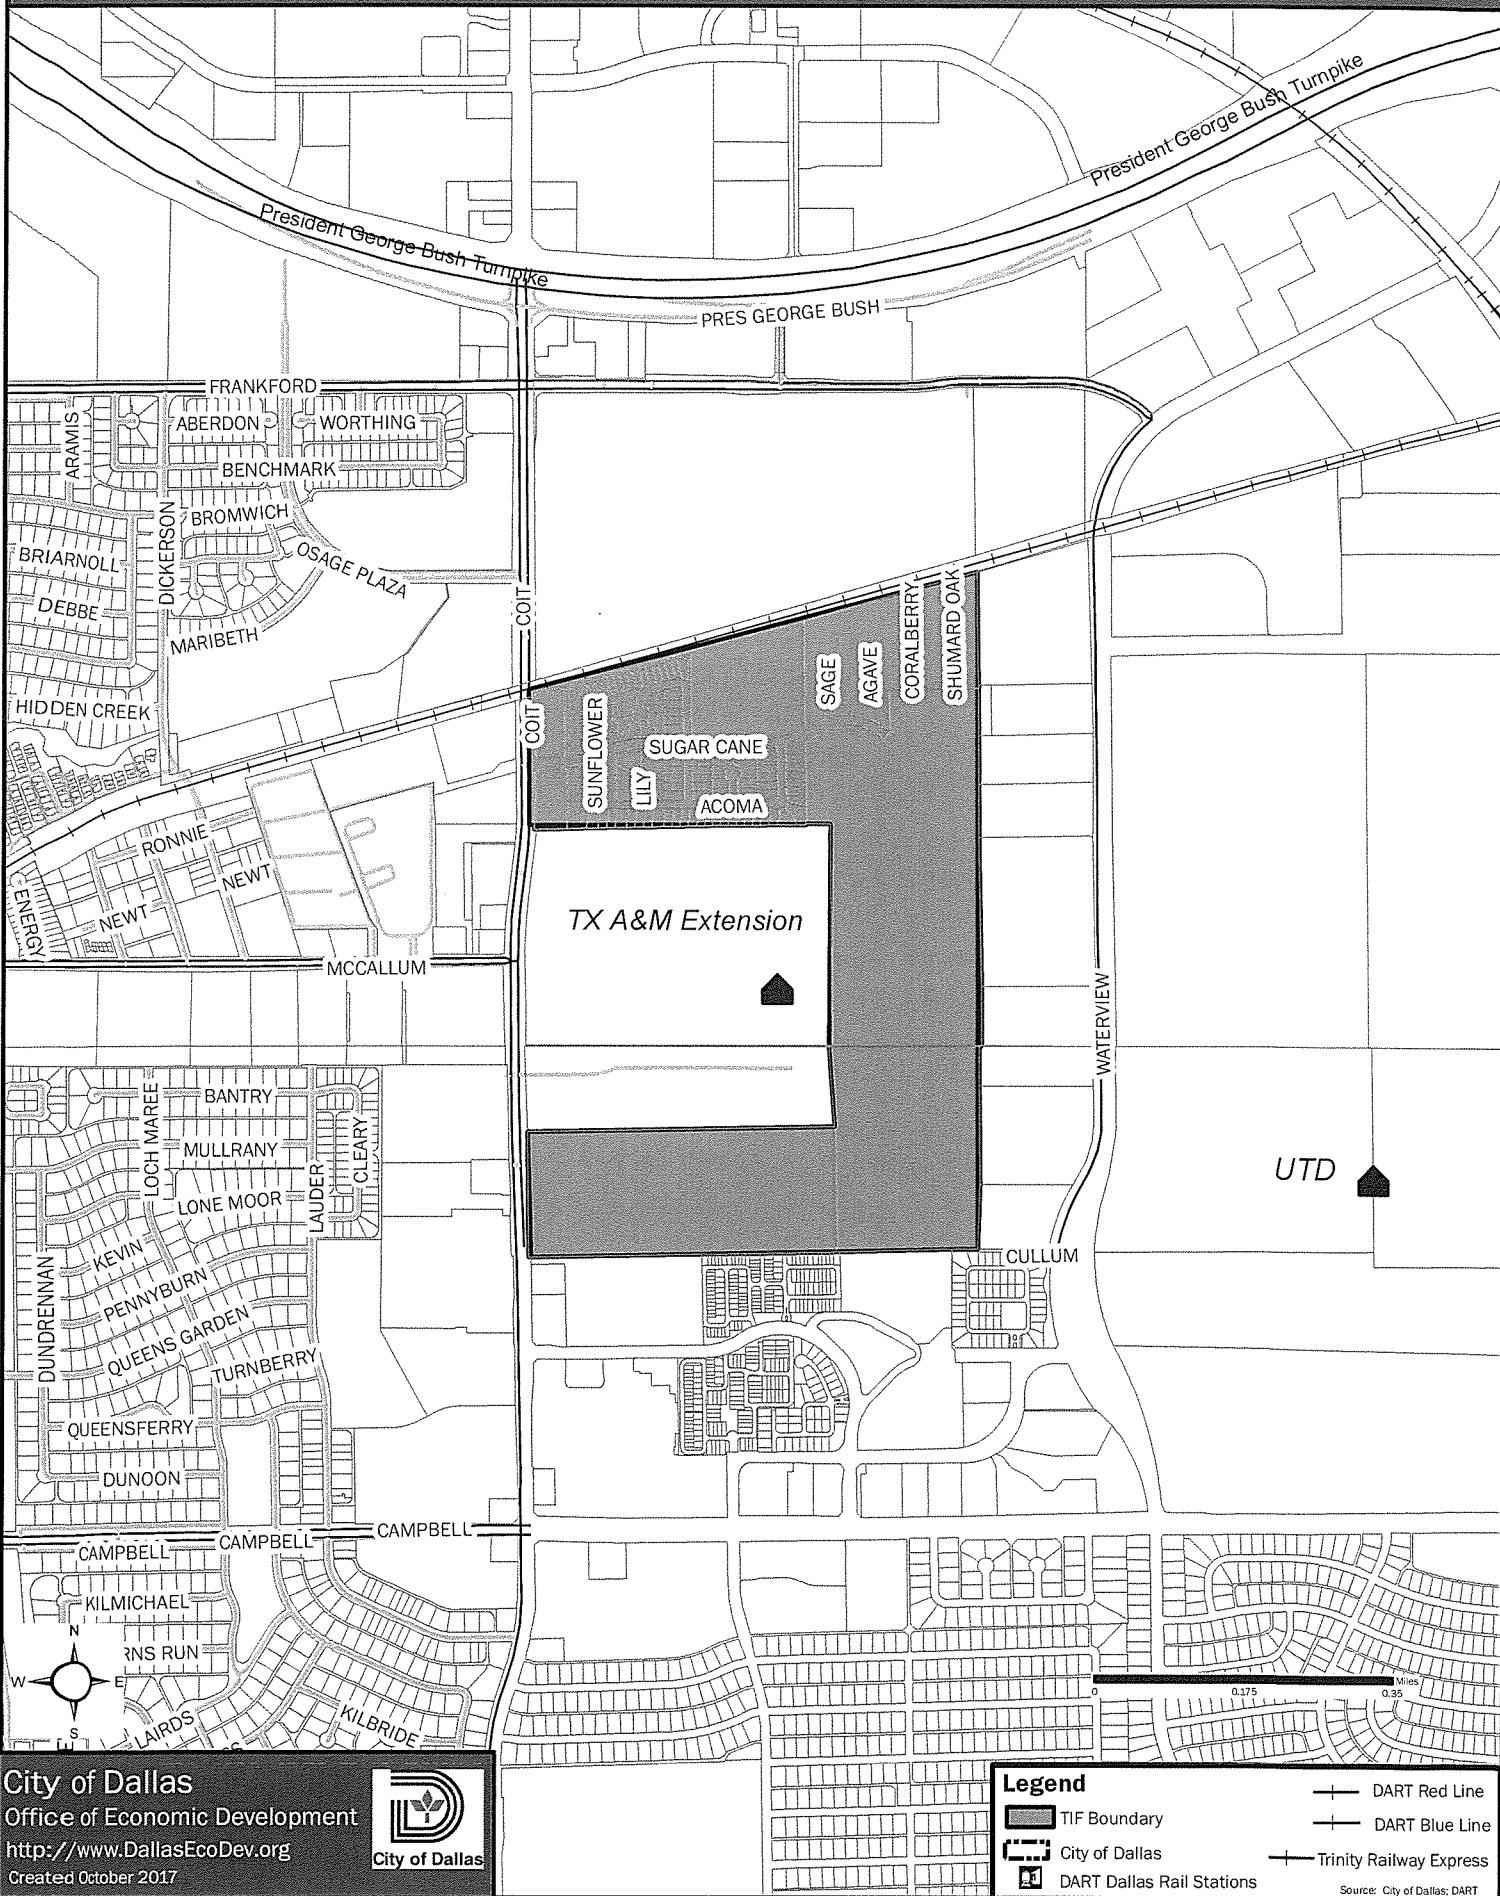 President George Bush Turnpike
President George Bush Turnpike
PRES GEORGE BUSH
FRANKFORD
ARAMIS
ABERDON
WORTHING
BENCHMARK
BROMWICH
DICKERSON
BRIARNOLL
OSAGE PLAZA
DEBBE
MARIBETH
COIT
CORALBERRY
SHUMARD OAK
SAGE
AGAVE
HIDDEN CREEK
COIT
SUNFLOWER
SUGAR CANE
LILY
ACOMA
RONNIE
NEWT
NEWT
ENERGY
TX A&M Extension
MCCALLUM
WATERVIEW
LOCH MAREE
BANTRY
CLEARY
MULLRANY
LAUDER
LONE MOOR
UTD
KEVIN
CULLUM
DUNDRENNAN
PENNYBURN
QUEENS GARDEN
TURNBERRY
QUEENSFERRY
DUNOON
CAMPBELL
CAMPBELL
CAMPBELL
KILMICHAEL
N
RNS RUN
W
E
S
LAIRDS
KILBRIDE
Miles
0
0.175
0.35
City of Dallas
Office of Economic Development
http://www.DallasEcoDev.org
Created October 2017
City of Dallas
Legend
TIF Boundary
City of Dallas
DART Dallas Rail Stations
DART Red Line
DART Blue Line
Trinity Railway Express
Source: City of Dallas; DART